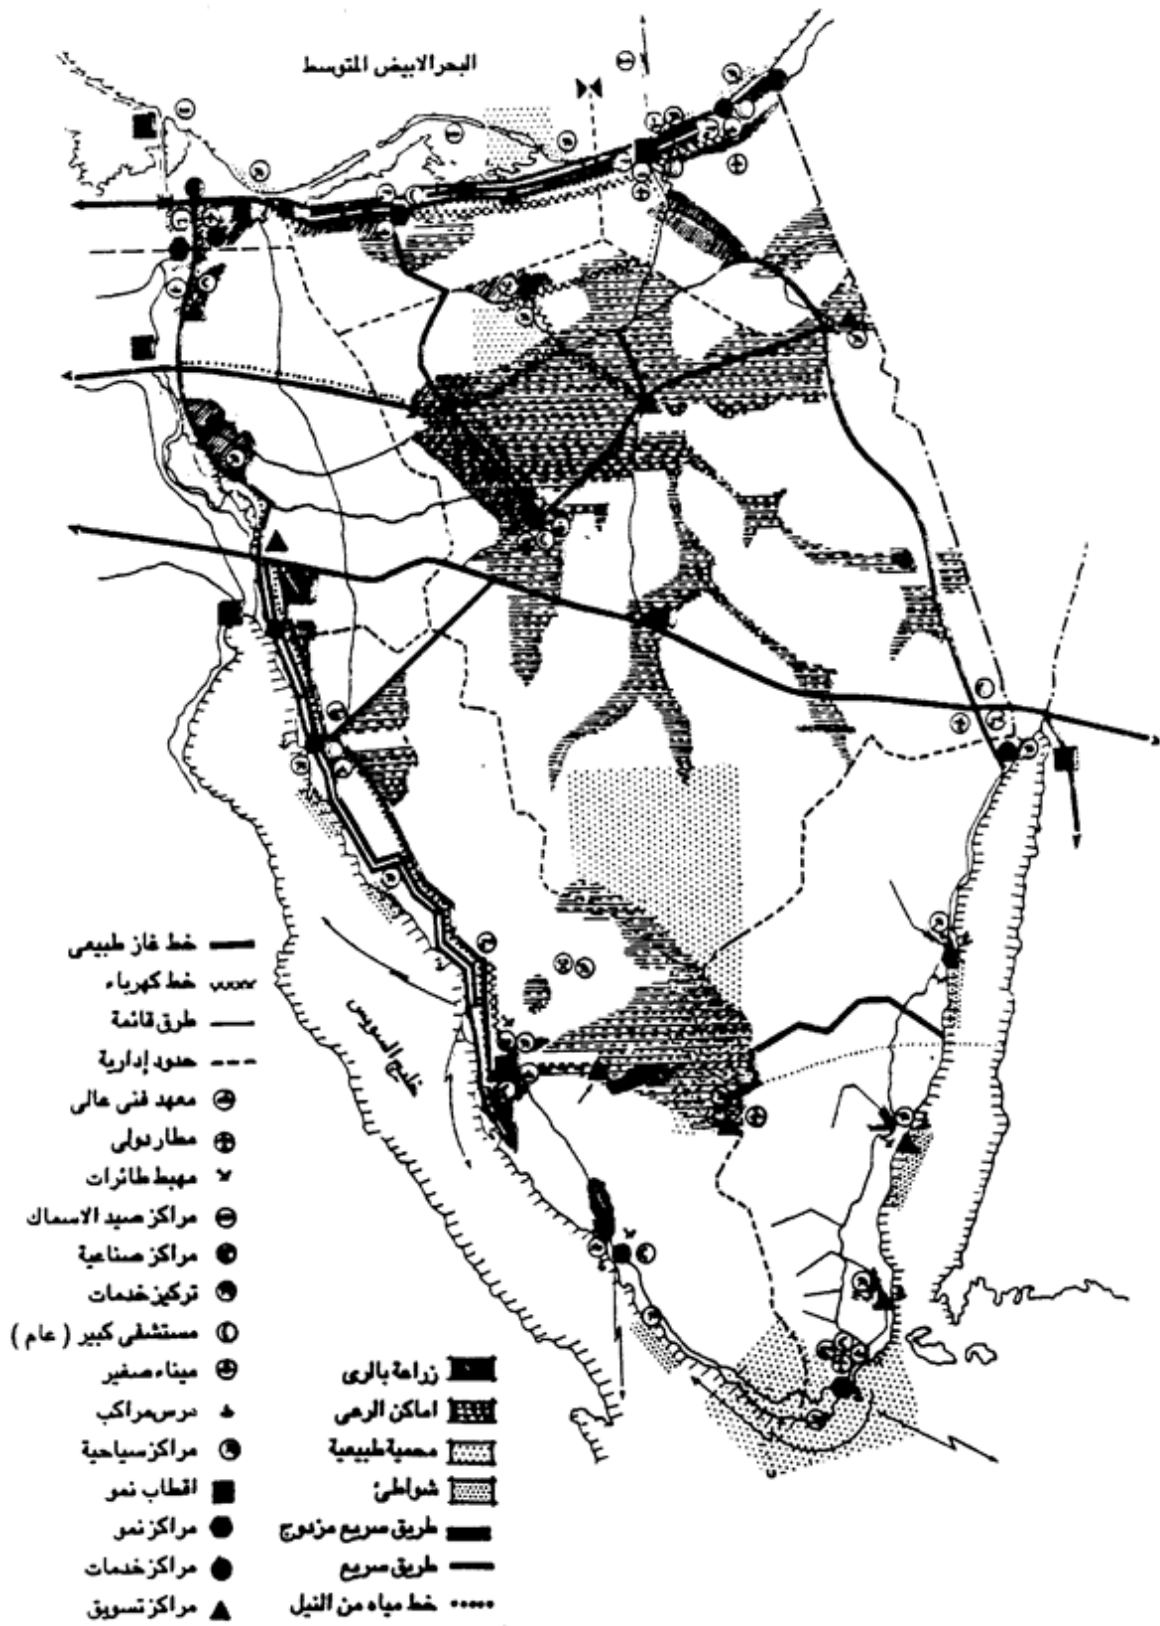 البحر الابيض المتوسط
خليج السويس
خط غاز طبيعى
خط كهرباء
طرق قائمة
حدود إدارية
معهد فنى عالى
مطار دولى
مهبط طائرات
مراكز صيد الاسماك
مراكز صناعية
تركيز خدمات
مستشفى كبير ( عام )
ميناء صغير
مرس مراكب
مراكز سياحية
اقطاب نمو
مراكز نمو
مراكز خدمات
مراكز تسويق
زراعة بالرى
اماكن الرعى
محمية طبيعية
شواطئ
طريق سريع مزدوج
طريق سريع
خط مياه من النيل